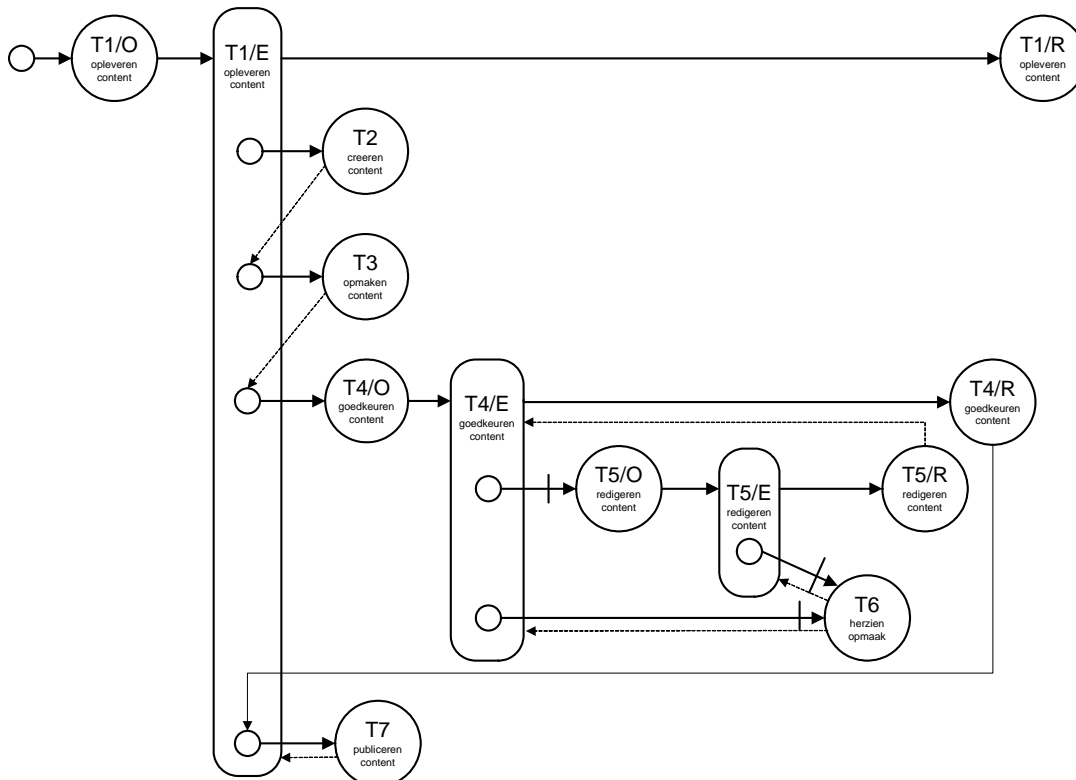 T1/O
opleveren
content
T1/E
opleveren
content
T1/R
opleveren
content
T2
creeren
content
T3
opmaken
content
T4/O
goedkeuren
content
T4/E
goedkeuren
content
T4/R
goedkeuren
content
T5/O
redigeren
content
T5/E
redigeren
content
T5/R
redigeren
content
T6
herzien
opmaak
T7
publiceren
content